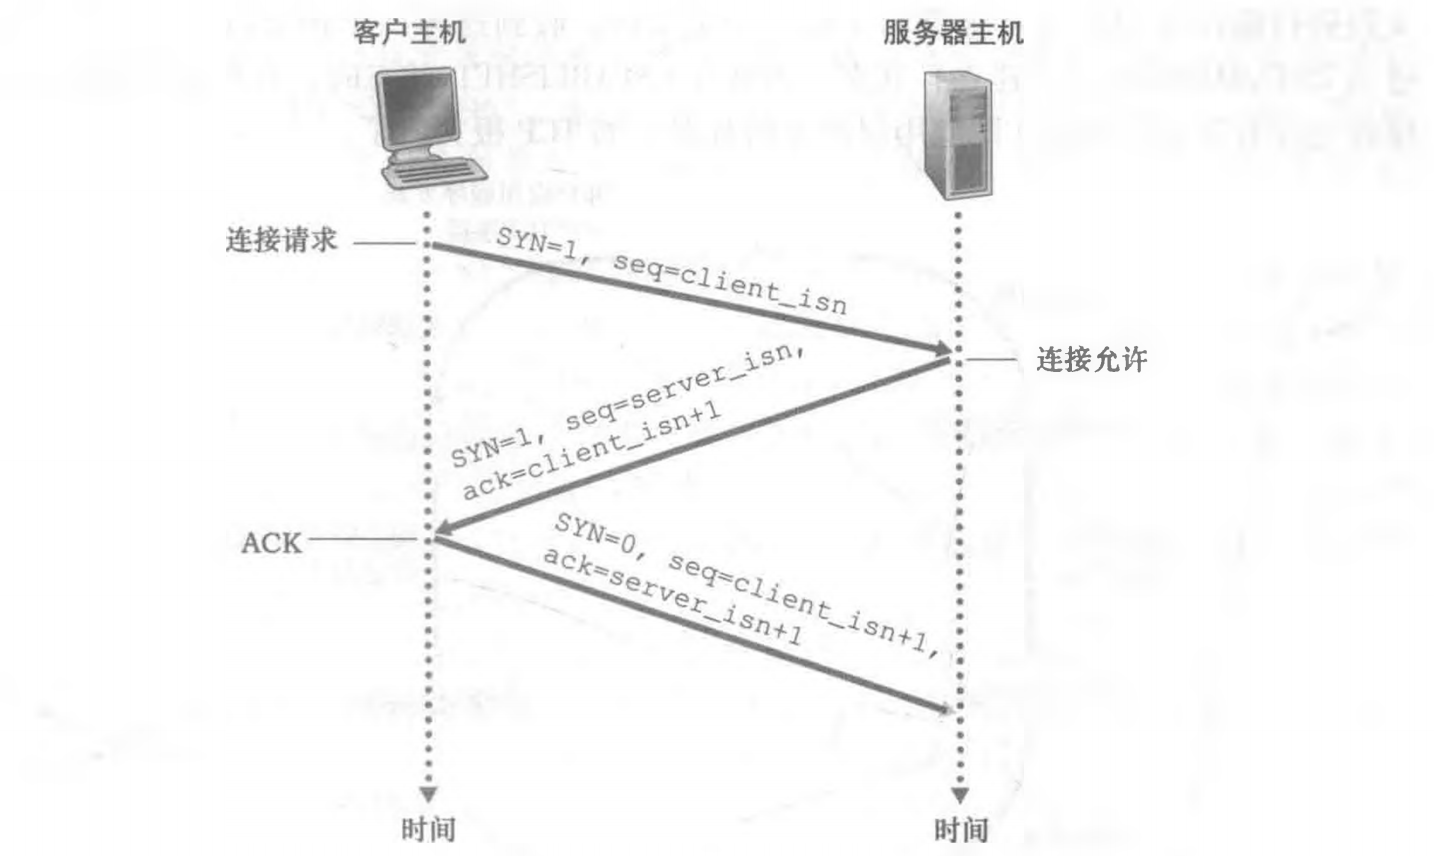 客户主机
服务器主机
连接请求
SYN=1, seq=client_isn
连接允许
SYN=1, seq=server_isn,
ack=client_isn+1
ACK
SYN=0, seq=client_isn+1,
ack=server_isn+1
时间
时间